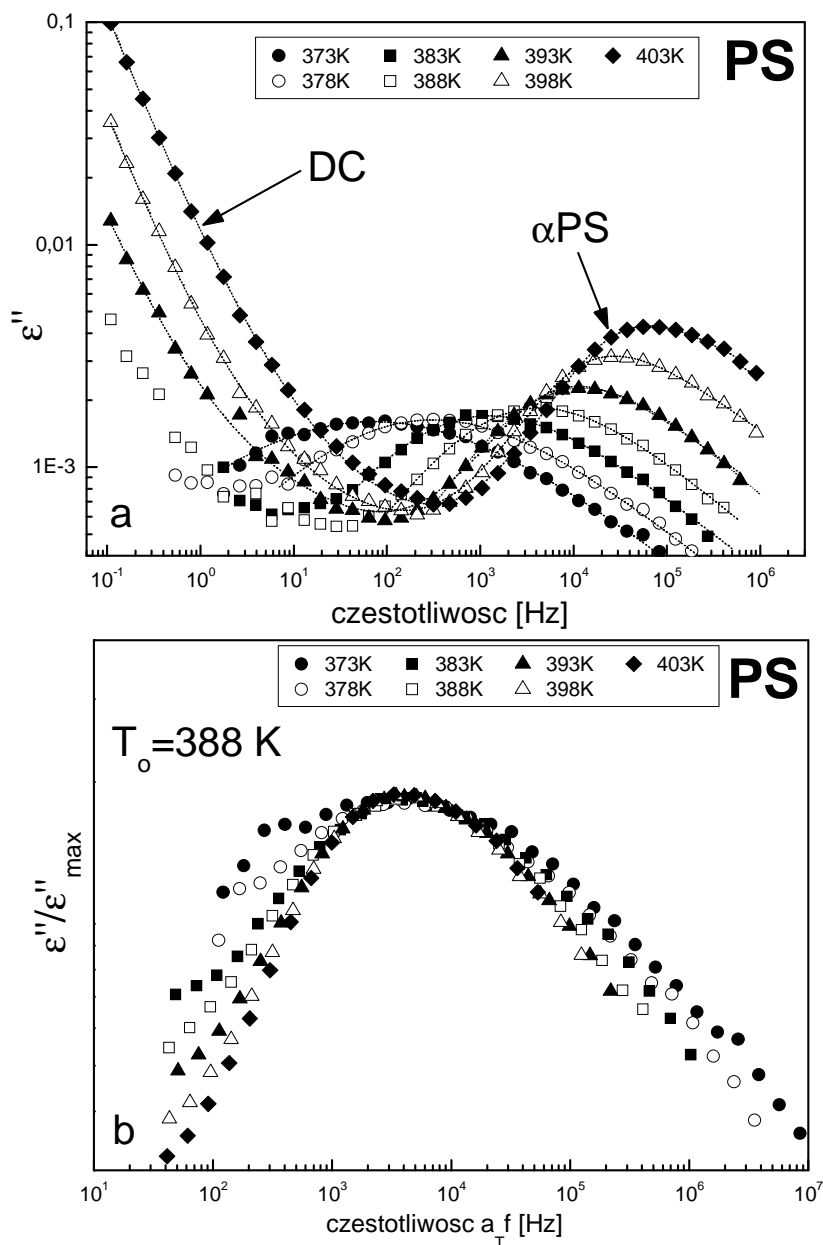 0,1
373K 383K 393K 403K
378K 388K 398K
PS
DC
αPS
0,01
ε''
1E-3
a
10⁻¹ 10⁰ 10¹ 10² 10³ 10⁴ 10⁵ 10⁶
czestotliwosc [Hz]
373K 383K 393K 403K
378K 388K 398K
PS
T₀=388 K
ε''/ε''max
b
10¹ 10² 10³ 10⁴ 10⁵ 10⁶ 10⁷
czestotliwosc a_T f [Hz]